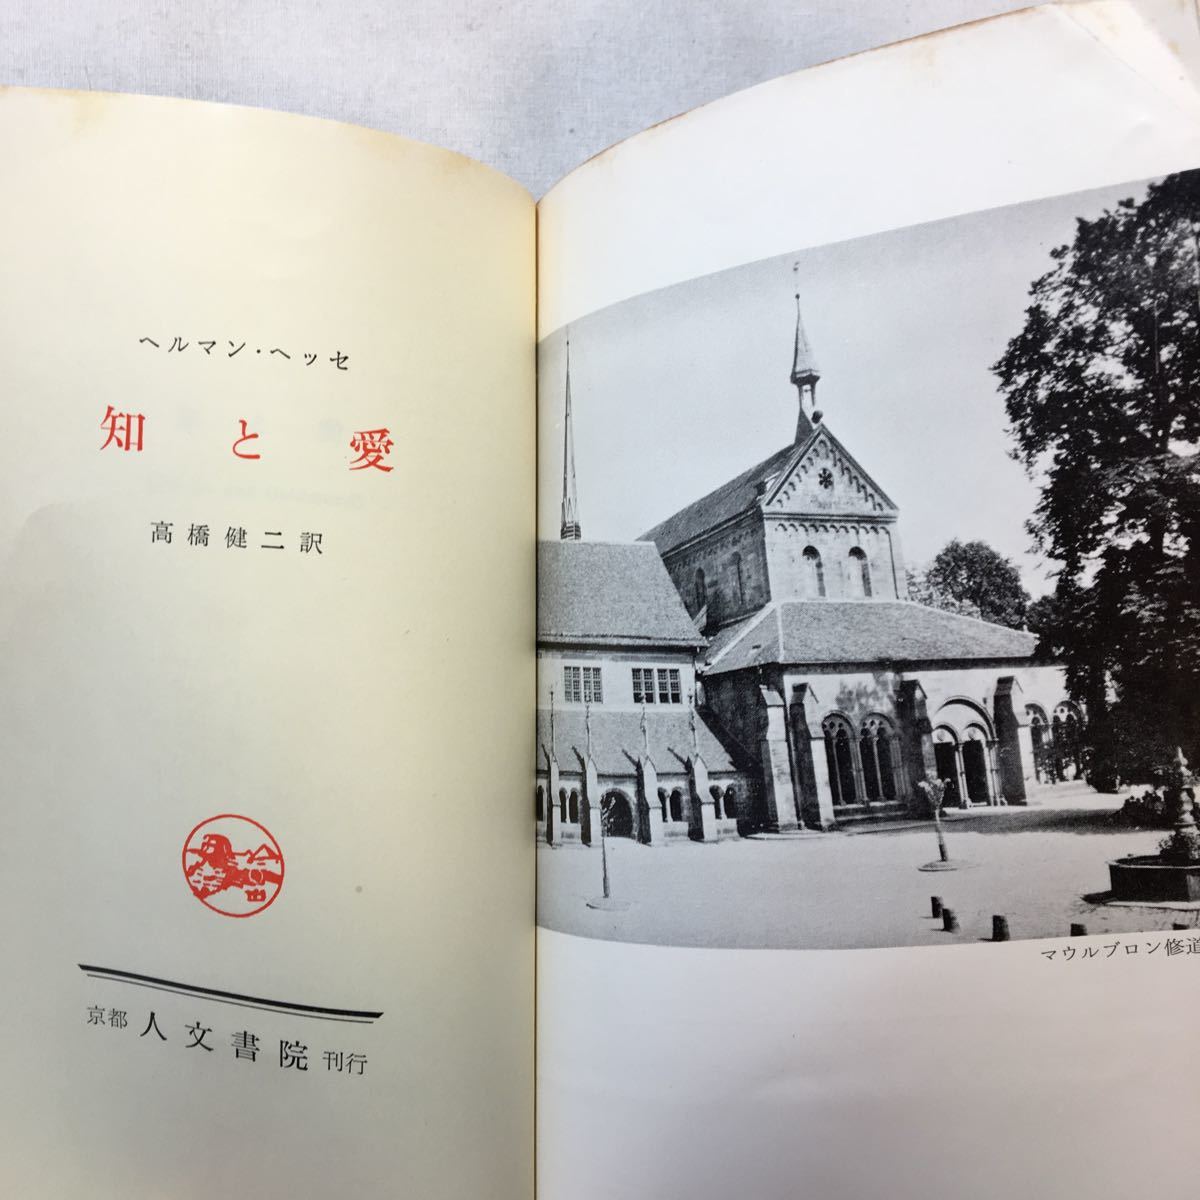 ヘルマン・ヘッセ
知と愛
高橋健二訳
京都 人文書院 刊行
マウルブロン修道